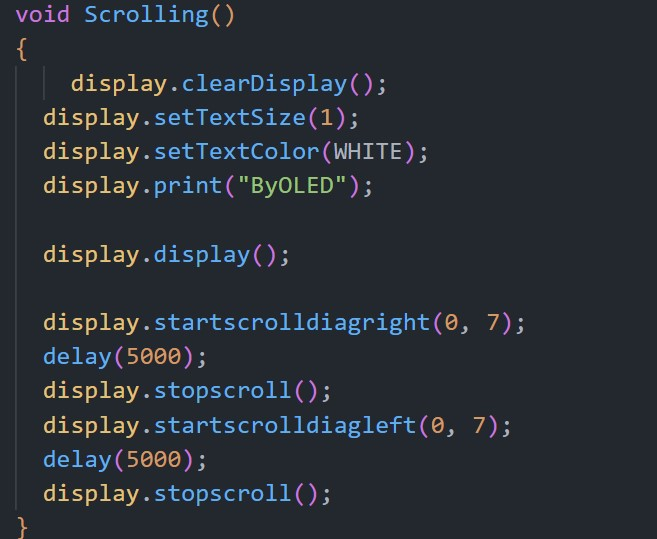 void Scrolling()
{
display.clearDisplay();
display.setTextSize(1);
display.setTextColor(WHITE);
display.print("ByOLED");
display.display();
display.startscrolldiagright(0, 7);
delay(5000);
display.stopscroll();
display.startscrolldiagleft(0, 7);
delay(5000);
display.stopscroll();
}